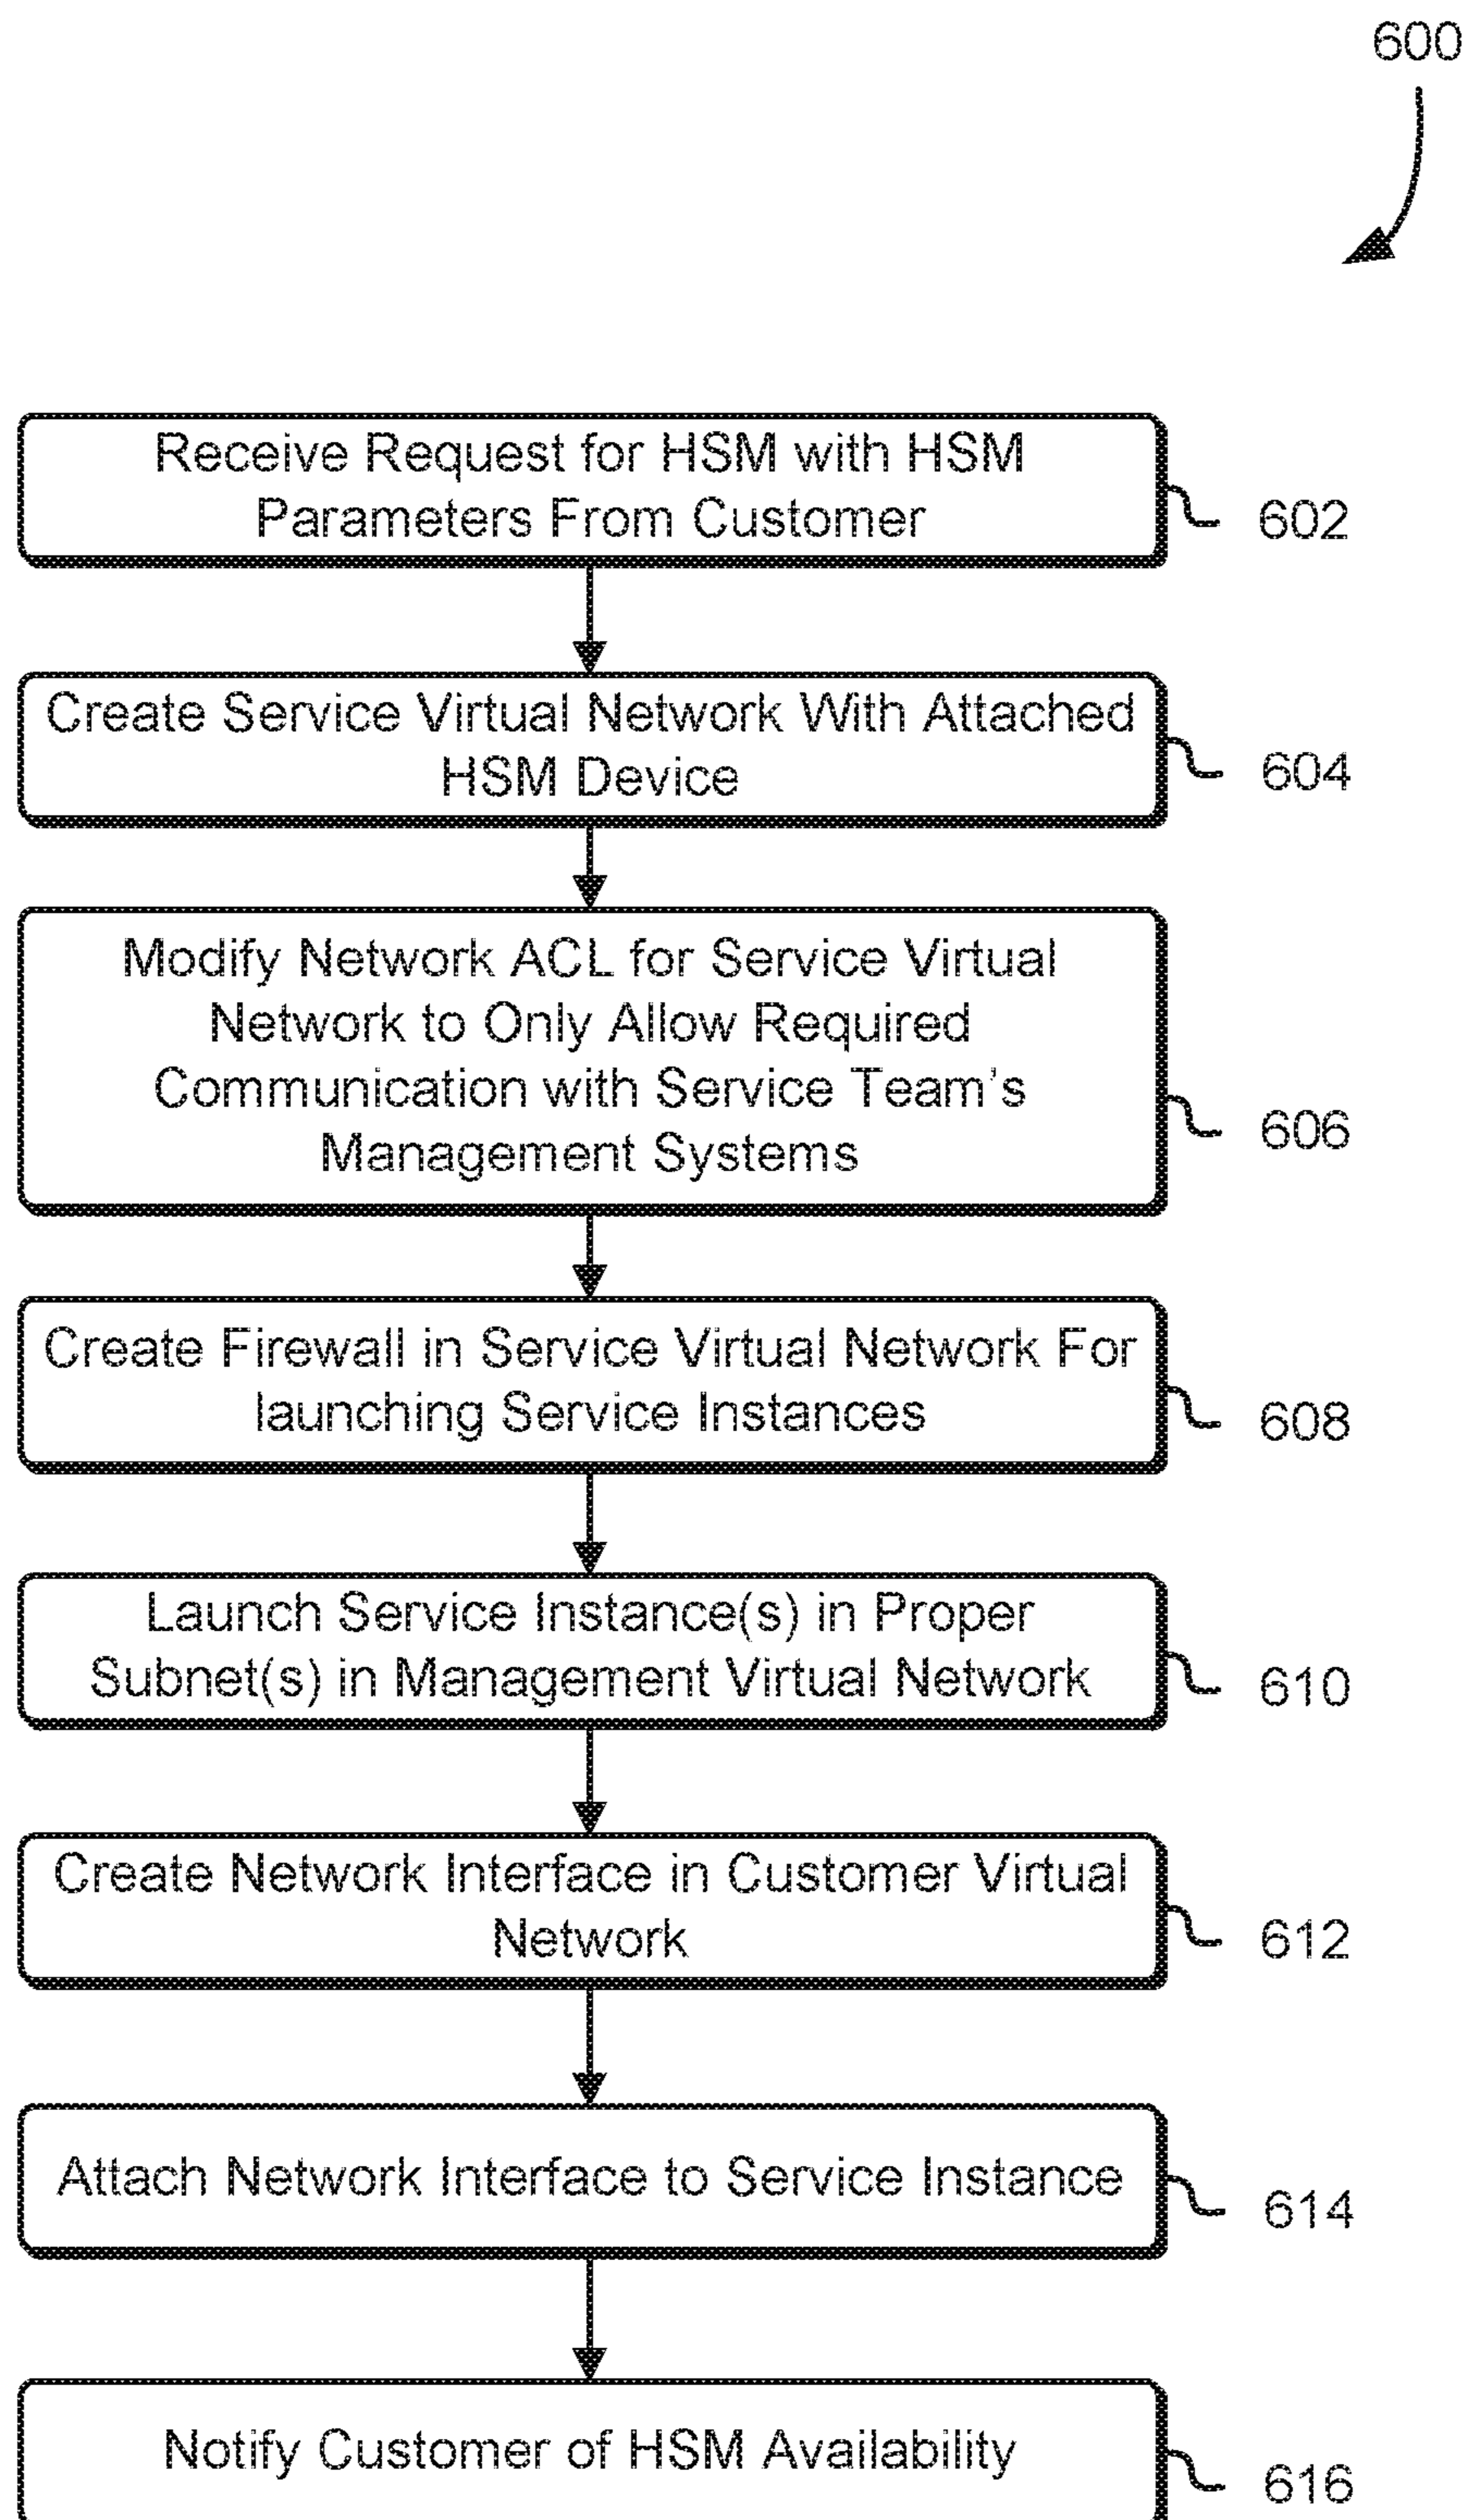 600
Receive Request for HSM with HSM
Parameters From Customer
602
Create Service Virtual Network With Attached
HSM Device
604
Modify Network ACL for Service Virtual
Network to Only Allow Required
Communication with Service Team's
Management Systems
606
Create Firewall in Service Virtual Network For
launching Service Instances
608
Launch Service Instance(s) in Proper
Subnet(s) in Management Virtual Network
610
Create Network Interface in Customer Virtual
Network
612
Attach Network Interface to Service Instance
614
Notify Customer of HSM Availability
616